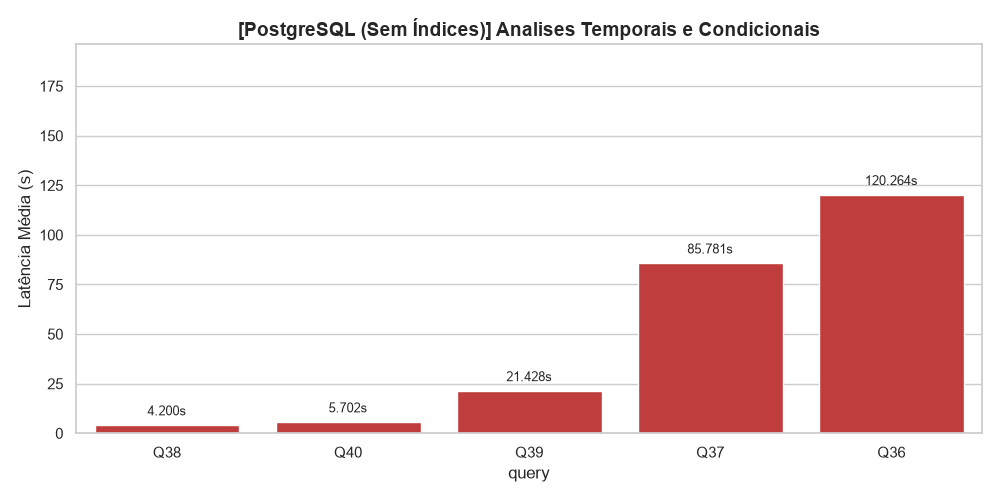 [PostgreSQL (Sem Índices)] Analises Temporais e Condicionais
Latência Média (s)
175
150
125
100
75
50
25
0
4.200s
5.702s
21.428s
85.781s
120.264s
Q38
Q40
Q39
Q37
Q36
query